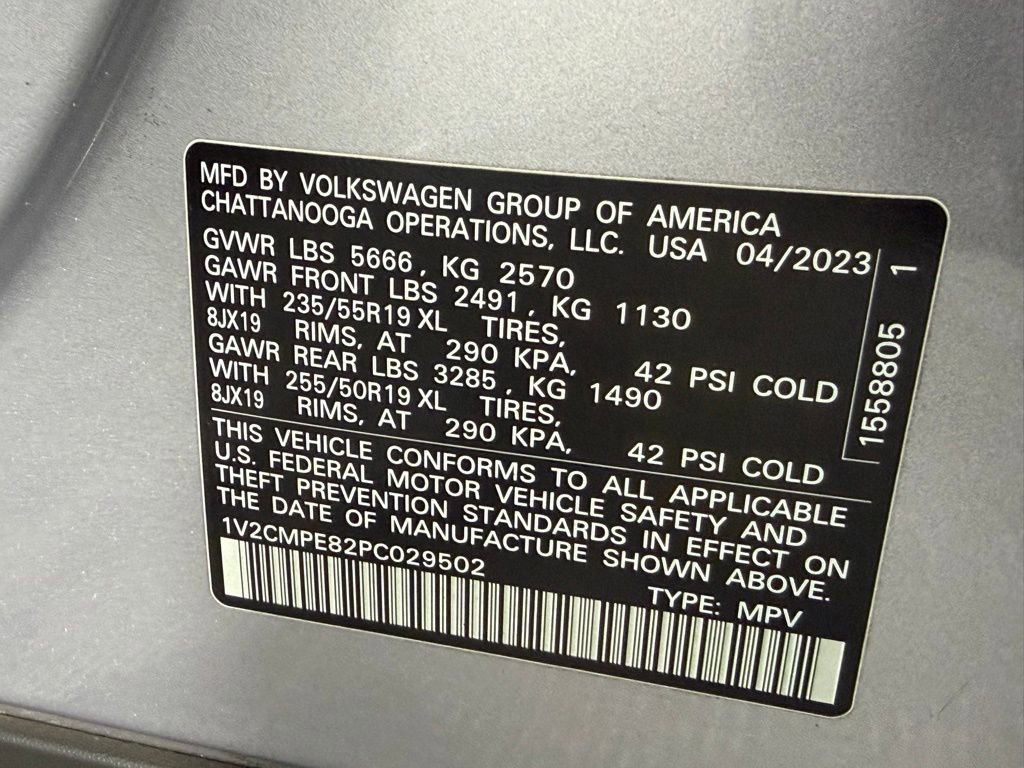 MFD BY VOLKSWAGEN GROUP OF AMERICA
CHATTANOOGA OPERATIONS, LLC. USA 04/2023
GVWR LBS 5666, KG 2570
GAWR FRONT LBS 2491, KG 1130
WITH 235/55R19 XL TIRES,
8JX19 RIMS, AT 290 KPA, 42 PSI COLD
GAWR REAR LBS 3285, KG 1490
WITH 255/50R19 XL TIRES,
8JX19 RIMS, AT 290 KPA, 42 PSI COLD
THIS VEHICLE CONFORMS TO ALL APPLICABLE
U.S. FEDERAL MOTOR VEHICLE SAFETY AND
THEFT PREVENTION STANDARDS IN EFFECT ON
THE DATE OF MANUFACTURE SHOWN ABOVE.
1V2CMPE82PC029502
TYPE: MPV
1558805 1